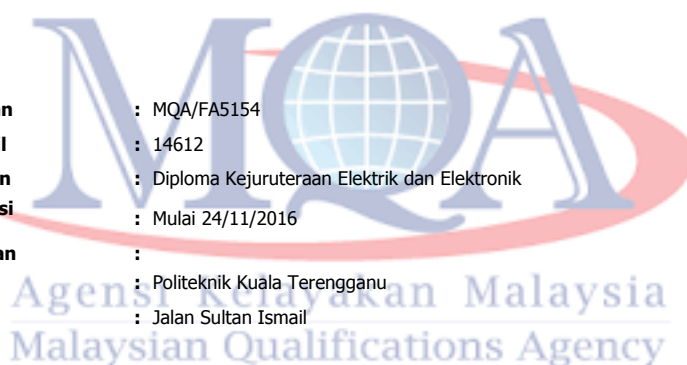 MQA
an : MQA/FA5154
l : 14612
n : Diploma Kejuruteraan Elektrik dan Elektronik
si : Mulai 24/11/2016
an :
: Politeknik Kuala Terengganu
: Jalan Sultan Ismail
Agensi Kelayakan Malaysia
Malaysian Qualifications Agency